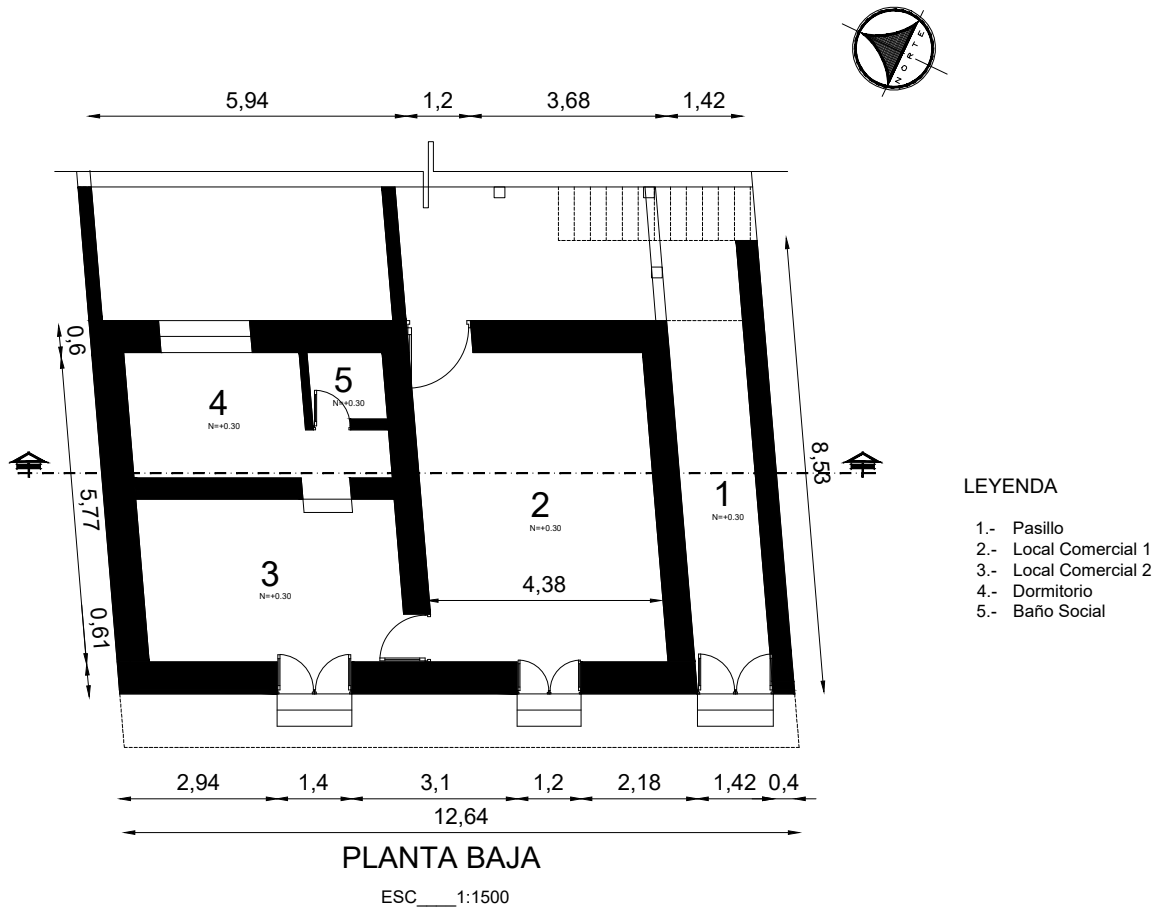 NORTE
5,94 1,2 3,68 1,42
0,6
5,77
0,61
8,53
4
N=+0.30
5
N=+0.30
1
N=+0.30
2
N=+0.30
3
N=+0.30
4,38
LEYENDA
1.- Pasillo
2.- Local Comercial 1
3.- Local Comercial 2
4.- Dormitorio
5.- Baño Social
2,94 1,4 3,1 1,2 2,18 1,42 0,4
12,64
PLANTA BAJA
ESC____1:1500